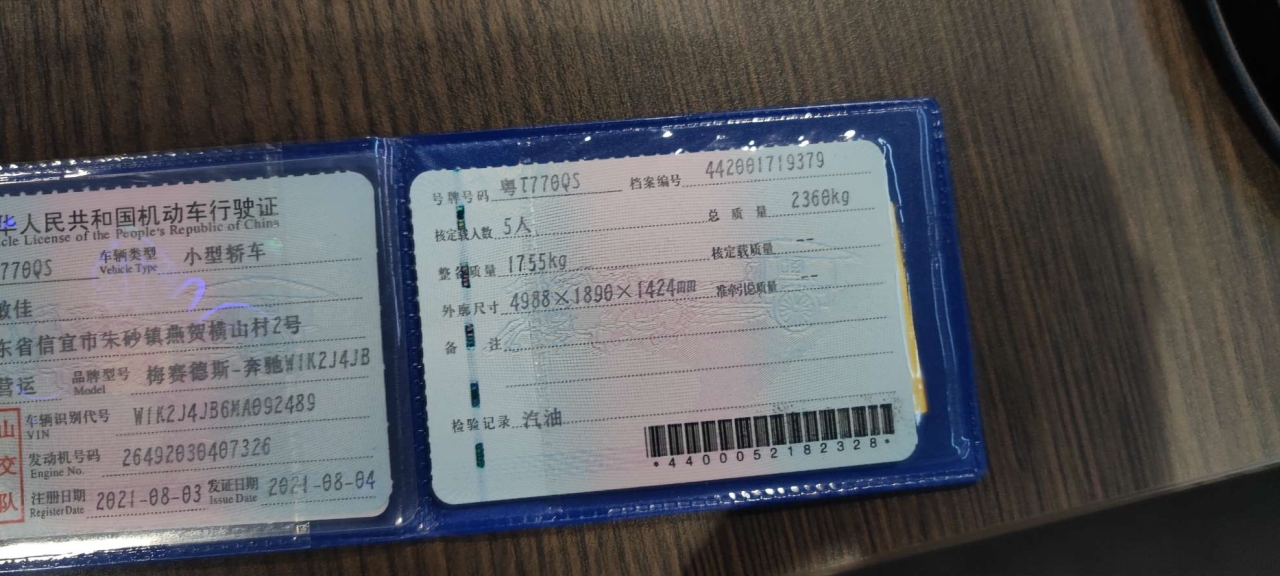 华人民共和国机动车行驶证
cle License of the People's Republic of China
770QS 车辆类型 小型轿车
Vehicle Type
敏佳
东省信宜市朱砂镇燕贺横山村2号
营运 品牌型号 梅赛德斯-奔驰W1K2J4JB
Model
山 车辆识别代号 W1K2J4JB6MA092489
VIN
交 发动机号码 26492030407326
Engine No.
队 注册日期 2021-08-03 发证日期 2021-08-04
Register Date Issue Date
号牌号码 粤T770QS 档案编号 442001719379
核定载人数 5人 总质量 2360kg
整备质量 1755kg 核定载质量 --
外廓尺寸 4988×1890×1424mm 准牵引总质量 --
备注
检验记录 汽油
*4400052182328*